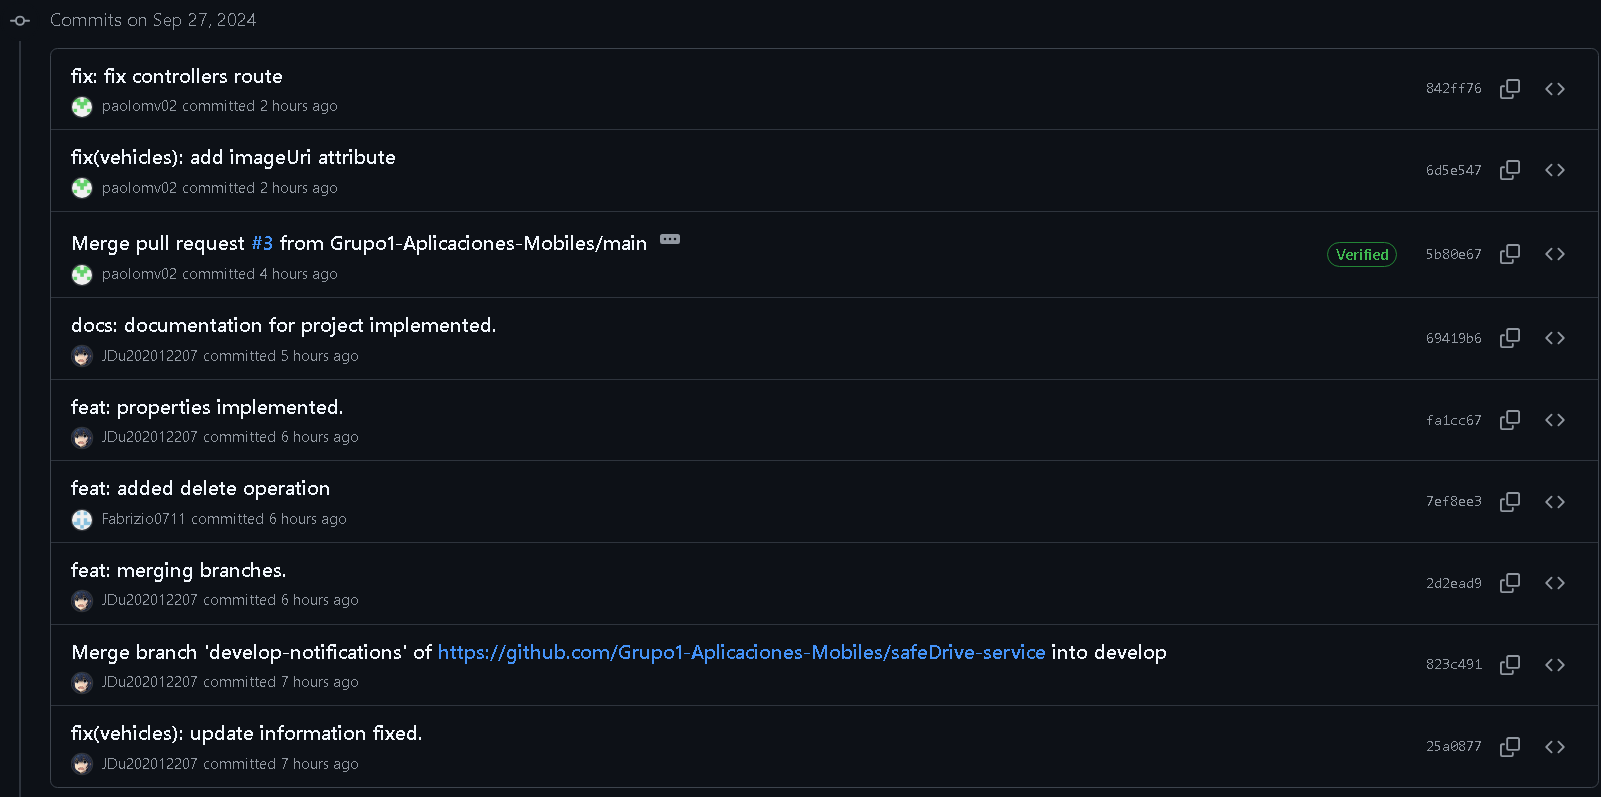 Commits on Sep 27, 2024
fix: fix controllers route
paolomv02 committed 2 hours ago
842ff76
fix(vehicles): add imageUri attribute
paolomv02 committed 2 hours ago
6d5e547
Merge pull request #3 from Grupo1-Aplicaciones-Mobiles/main
paolomv02 committed 4 hours ago
Verified
5b80e67
docs: documentation for project implemented.
JDu202012207 committed 5 hours ago
69419b6
feat: properties implemented.
JDu202012207 committed 6 hours ago
fa1cc67
feat: added delete operation
Fabrizio0711 committed 6 hours ago
7ef8ee3
feat: merging branches.
JDu202012207 committed 6 hours ago
2d2ead9
Merge branch 'develop-notifications' of https://github.com/Grupo1-Aplicaciones-Mobiles/safeDrive-service into develop
JDu202012207 committed 7 hours ago
823c491
fix(vehicles): update information fixed.
JDu202012207 committed 7 hours ago
25a0877